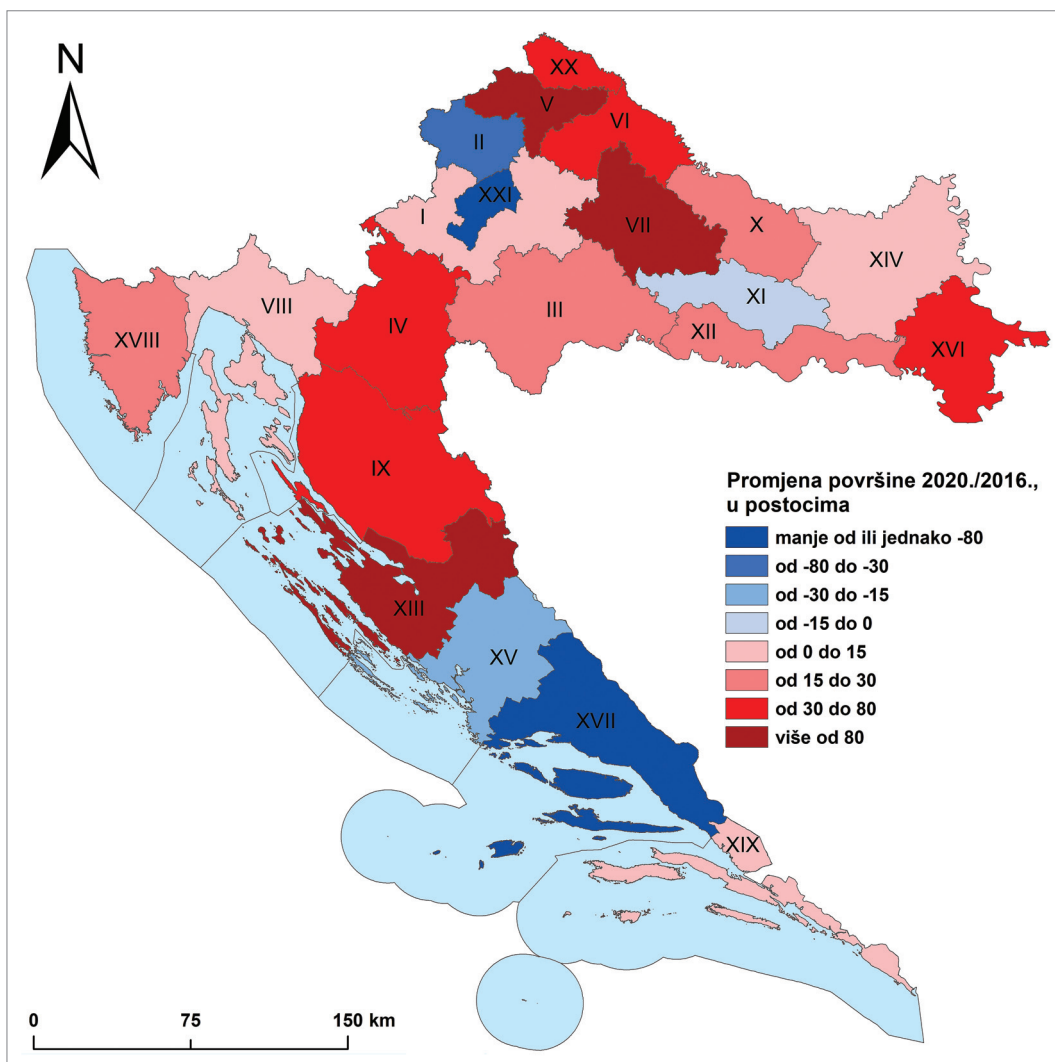 N
XX
V
VI
II
XXI
I
VII
X
XIV
XI
VIII
III
IV
XVIII
XII
XVI
IX
XIII
XV
XVII
XIX
Promjena površine 2020./2016.,
u postocima
manje od ili jednako -80
od -80 do -30
od -30 do -15
od -15 do 0
od 0 do 15
od 15 do 30
od 30 do 80
više od 80
0 75 150 km